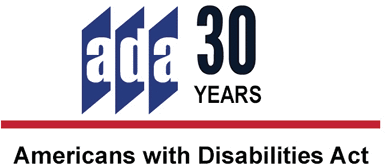 ada 30
YEARS
Americans with Disabilities Act